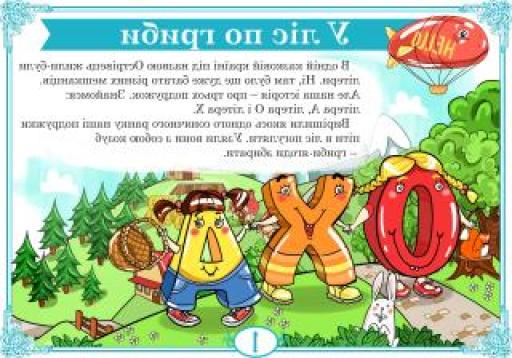 У ліс по гриби
HELLO
В одній казковій країні під назвою Острівець жили-були
літери. Ні, там було ще дуже багато різних мешканців.
Але наша історія – про трьох подружок. Знайомся:
літера А, літера О і літера Х.
Вирішили якось одного сонячного ранку наші подружки
піти в ліс погуляти. Узяли вони з собою козуб
– гриби-ягоди збирати.
О Х А
1